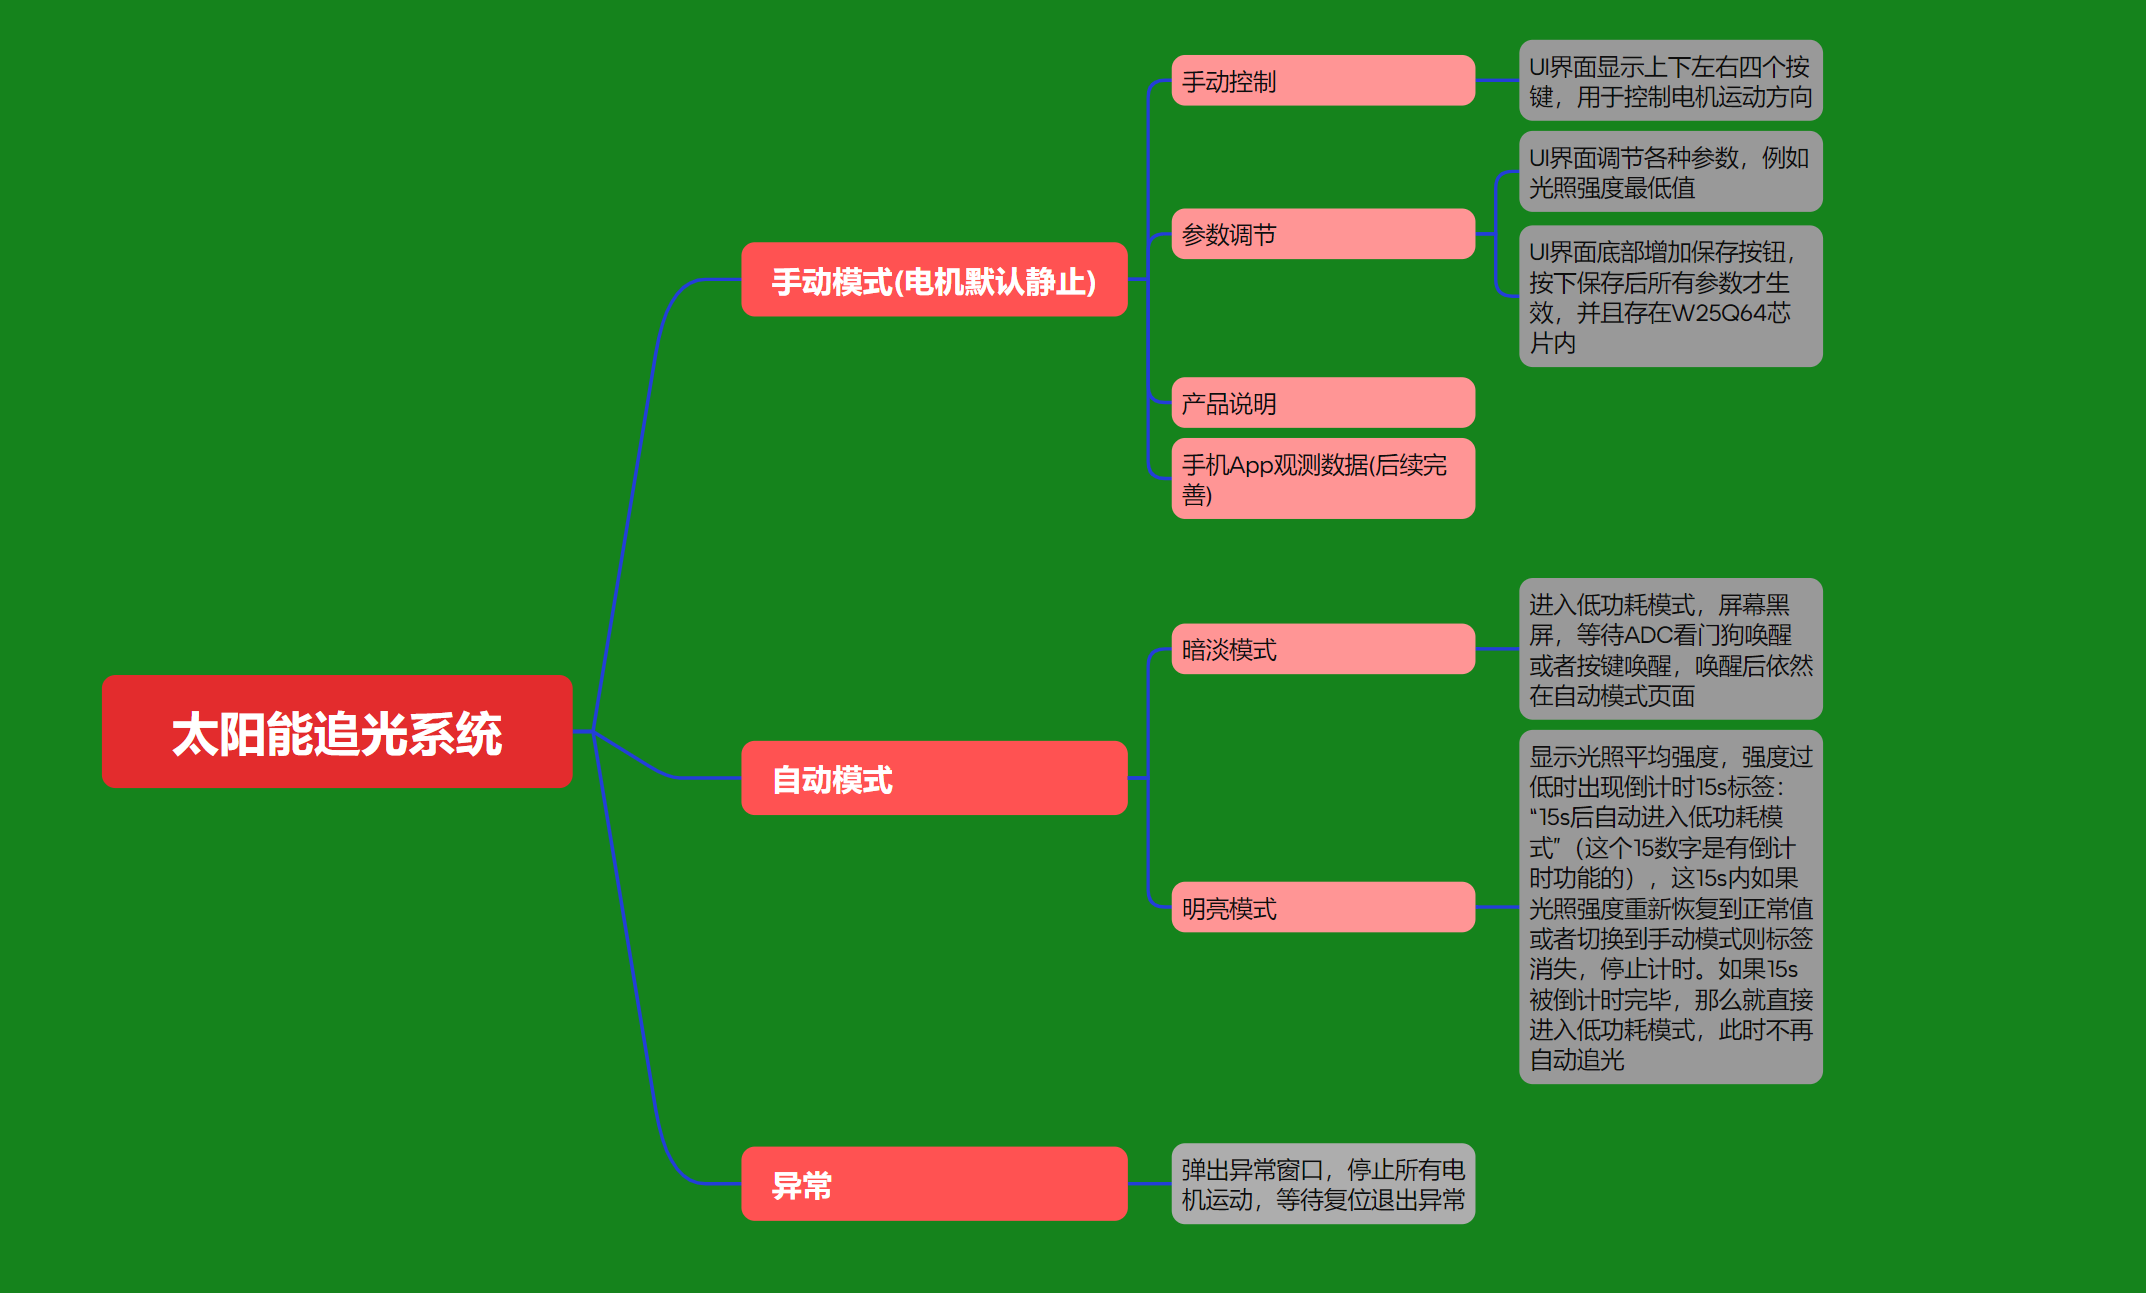 太阳能追光系统
手动模式(电机默认静止)
手动控制
UI界面显示上下左右四个按
键，用于控制电机运动方向
参数调节
UI界面调节各种参数，例如
光照强度最低值
UI界面底部增加保存按钮，
按下保存后所有参数才生
效，并且存在W25Q64芯
片内
产品说明
手机App观测数据(后续完
善)
自动模式
暗淡模式
进入低功耗模式，屏幕黑
屏，等待ADC看门狗唤醒
或者按键唤醒，唤醒后依然
在自动模式页面
明亮模式
显示光照平均强度，强度过
低时出现倒计时15s标签：
“15s后自动进入低功耗模
式”（这个15数字是有倒计
时功能的），这15s内如果
光照强度重新恢复到正常值
或者切换到手动模式则标签
消失，停止计时。如果15s
被倒计时完毕，那么就直接
进入低功耗模式，此时不再
自动追光
异常
弹出异常窗口，停止所有电
机运动，等待复位退出异常